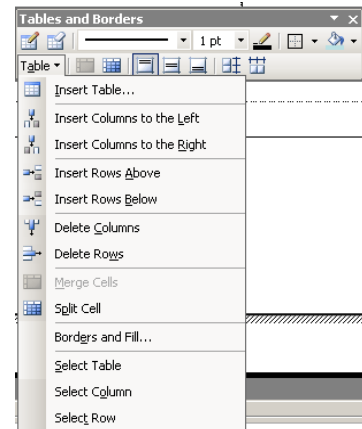 Tables and Borders
1 pt
Table
Insert Table...
Insert Columns to the Left
Insert Columns to the Right
Insert Rows Above
Insert Rows Below
Delete Columns
Delete Rows
Merge Cells
Split Cell
Borders and Fill...
Select Table
Select Column
Select Row